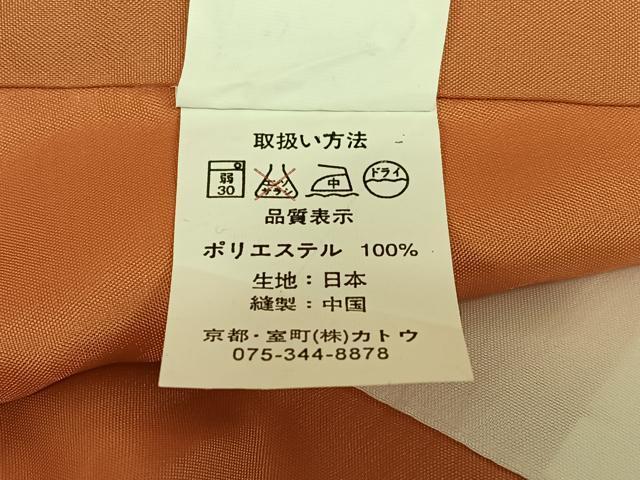 取扱い方法
弱 30 エンソ サラシ 中 ドライ
品質表示
ポリエステル 100%
生地：日本
縫製：中国
京都・室町(株)カトウ
075-344-8878